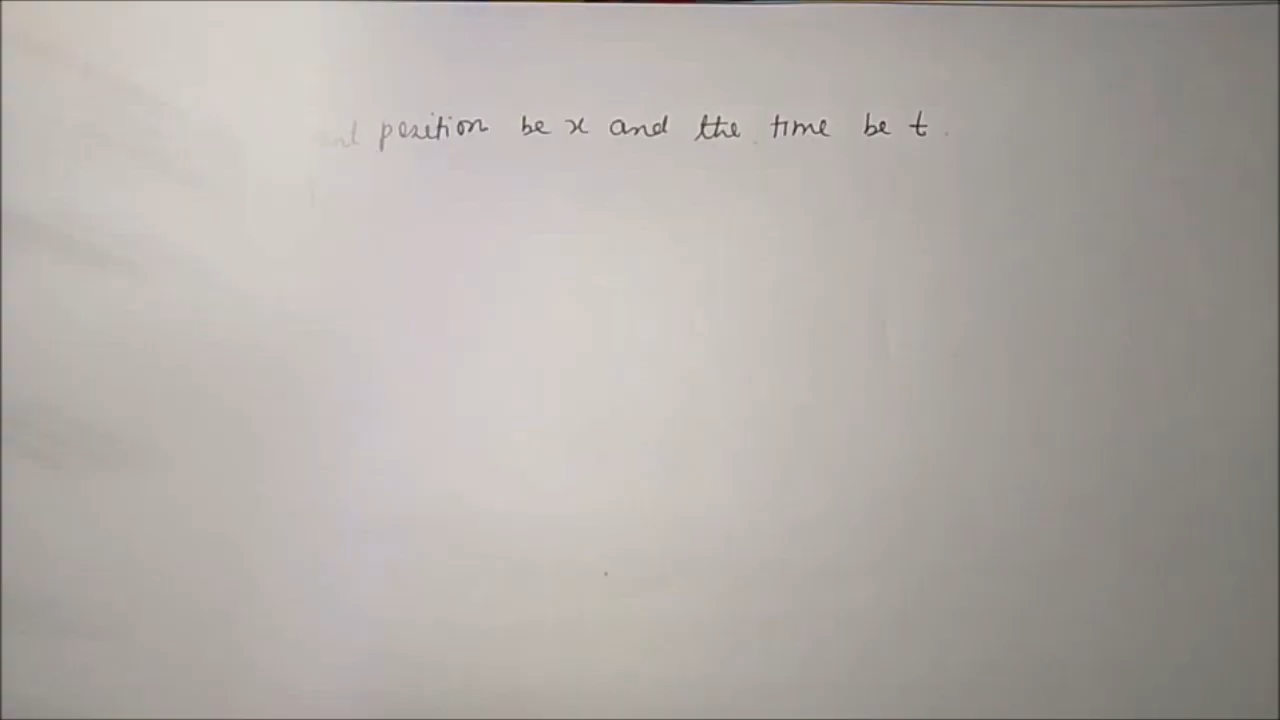 position be x and the time be t.